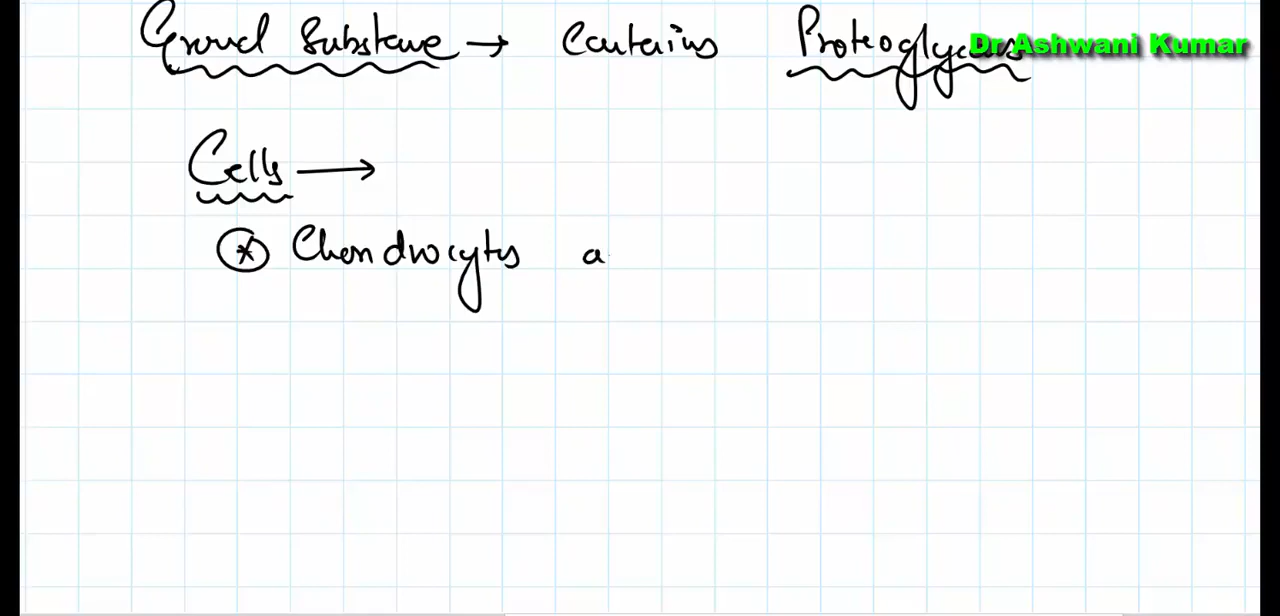 Ground Substance → Contains Proteoglycans
Dr Ashwani Kumar
Cells →
* Chondrocytes a